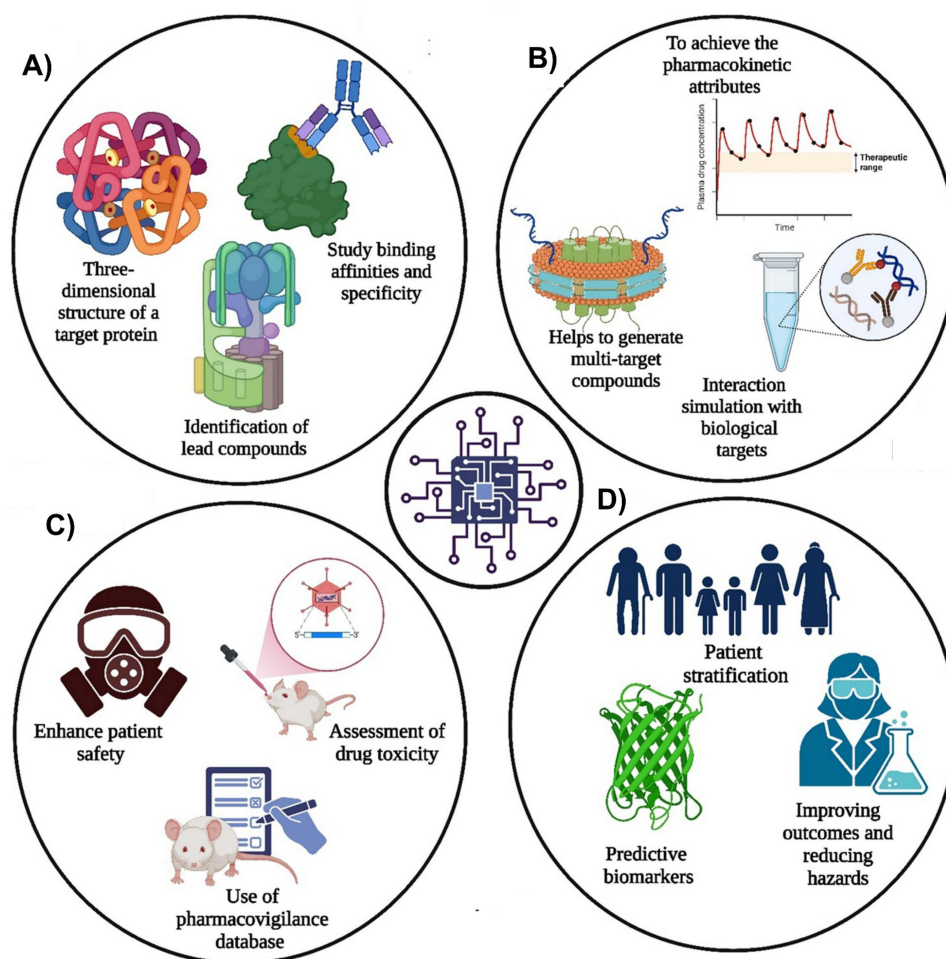 A)
Three-
dimensional
structure of a
target protein
Study binding
affinities and
specificity
Identification of
lead compounds
B)
To achieve the
pharmacokinetic
attributes
Plasma drug concentration
Therapeutic
range
Time
Helps to generate
multi-target
compounds
Interaction
simulation with
biological
targets
C)
Enhance patient
safety
5'
3'
Assessment of
drug toxicity
Use of
pharmacovigilance
database
D)
Patient
stratification
Predictive
biomarkers
Improving
outcomes and
reducing
hazards